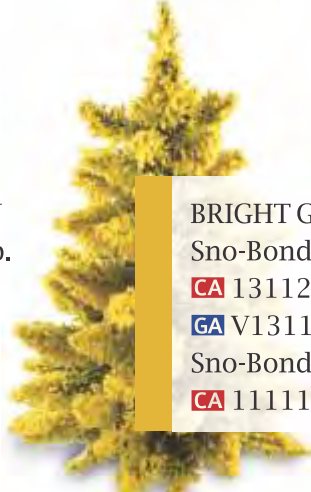 .
BRIGHT G
Sno-Bond
CA 13112
GA V1311
Sno-Bond
CA 11111